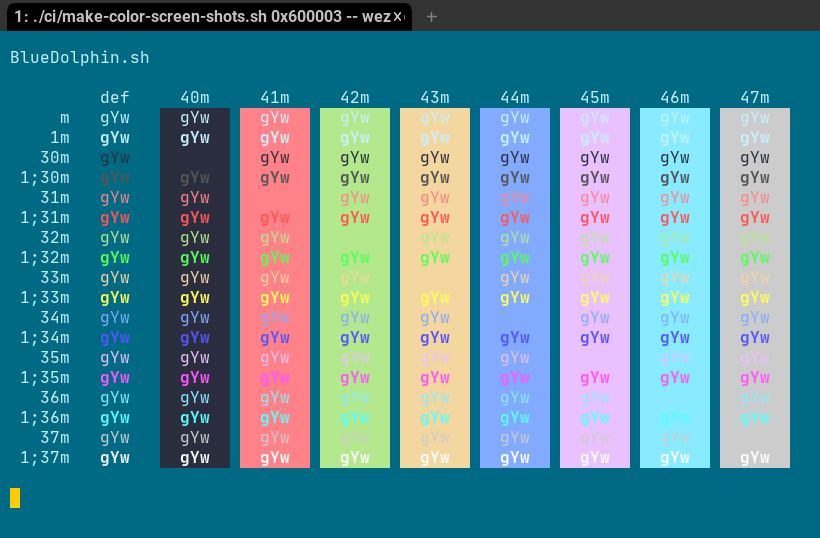 1: ./ci/make-color-screen-shots.sh 0x600003 -- wez
BlueDolphin.sh
def 40m 41m 42m 43m 44m 45m 46m 47m
m gYw gYw gYw gYw gYw gYw gYw gYw gYw
1m gYw gYw gYw gYw gYw gYw gYw gYw gYw
30m gYw gYw gYw gYw gYw gYw gYw gYw
1;30m gYw gYw gYw gYw gYw gYw gYw gYw gYw
31m gYw gYw gYw gYw gYw gYw gYw gYw
1;31m gYw gYw gYw gYw gYw gYw gYw gYw gYw
32m gYw gYw gYw gYw gYw gYw gYw gYw
1;32m gYw gYw gYw gYw gYw gYw gYw gYw gYw
33m gYw gYw gYw gYw gYw gYw gYw gYw
1;33m gYw gYw gYw gYw gYw gYw gYw gYw gYw
34m gYw gYw gYw gYw gYw gYw gYw gYw
1;34m gYw gYw gYw gYw gYw gYw gYw gYw gYw
35m gYw gYw gYw gYw gYw gYw gYw gYw
1;35m gYw gYw gYw gYw gYw gYw gYw gYw gYw
36m gYw gYw gYw gYw gYw gYw gYw gYw
1;36m gYw gYw gYw gYw gYw gYw gYw gYw gYw
37m gYw gYw gYw gYw gYw gYw gYw gYw
1;37m gYw gYw gYw gYw gYw gYw gYw gYw gYw